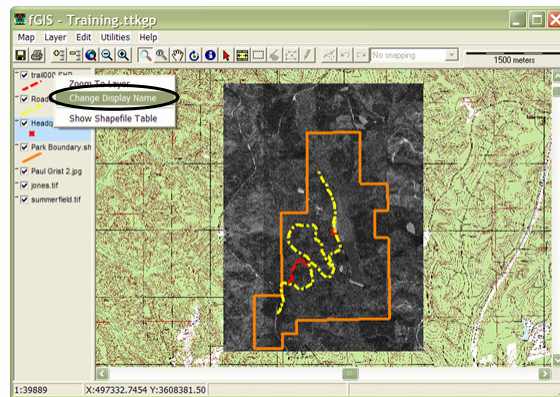 fGIS - Training.ttkgp
Map Layer Edit Utilities Help
No snapping
1500 meters
trail000.SHP
Zoom To Layer
Road
Change Display Name
Headq
Show Shapefile Table
Park Boundary.sh
Paul Grist 2.jpg
jones.tif
summerfield.tif
1:39889 X:497332.7454 Y:3608381.50